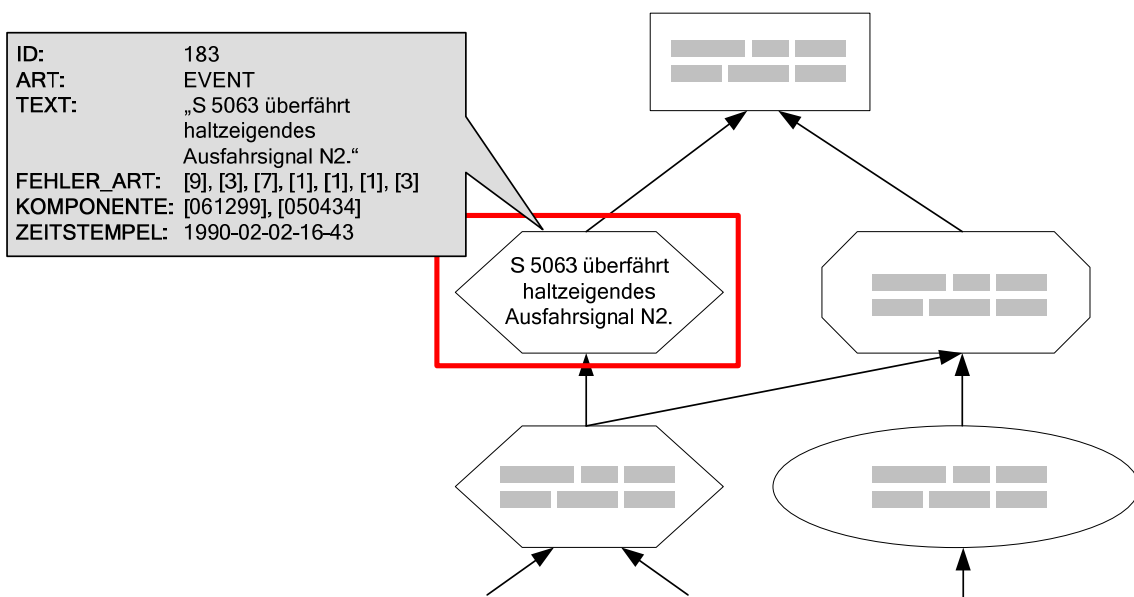 ID: 183
ART: EVENT
TEXT: „S 5063 überfährt
haltzeigendes
Ausfahrsignal N2.“
FEHLER_ART: [9], [3], [7], [1], [1], [1], [3]
KOMPONENTE: [061299], [050434]
ZEITSTEMPEL: 1990-02-02-16-43
S 5063 überfährt
haltzeigendes
Ausfahrsignal N2.